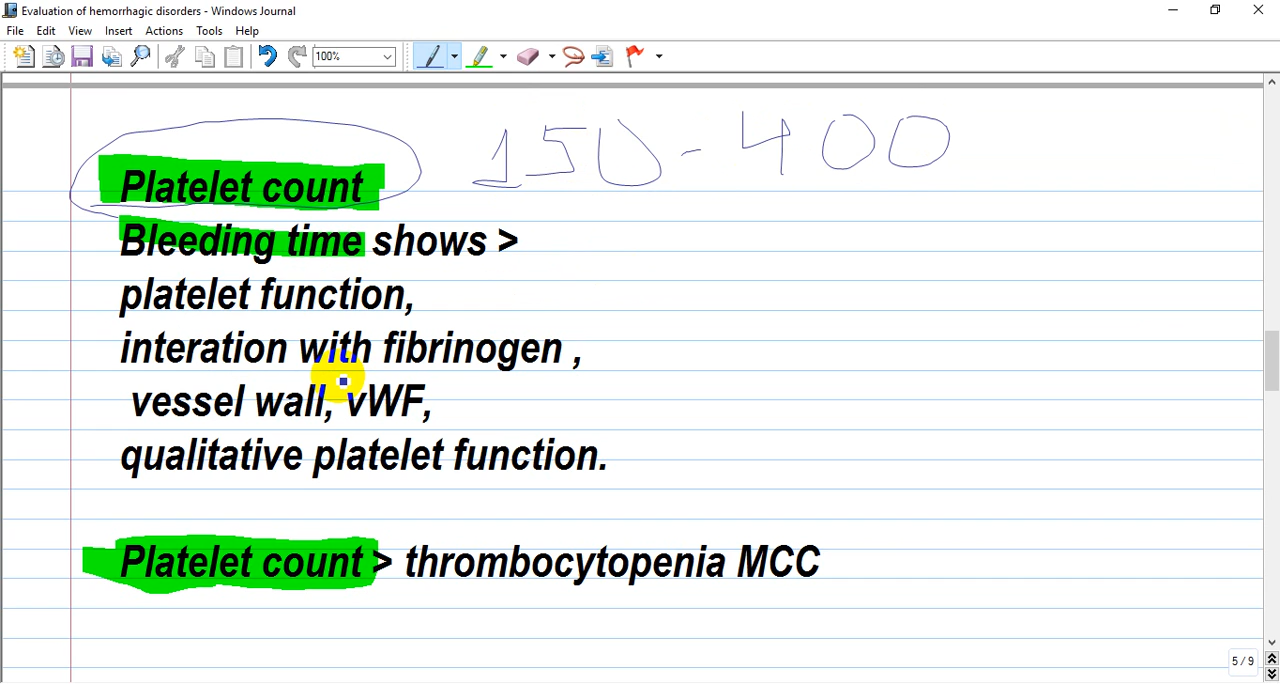 Evaluation of hemorrhagic disorders - Windows Journal
File Edit View Insert Actions Tools Help
100%
150 - 400
Platelet count
Bleeding time shows >
platelet function,
interation with fibrinogen ,
vessel wall, vWF,
qualitative platelet function.
Platelet count > thrombocytopenia MCC
5 / 9